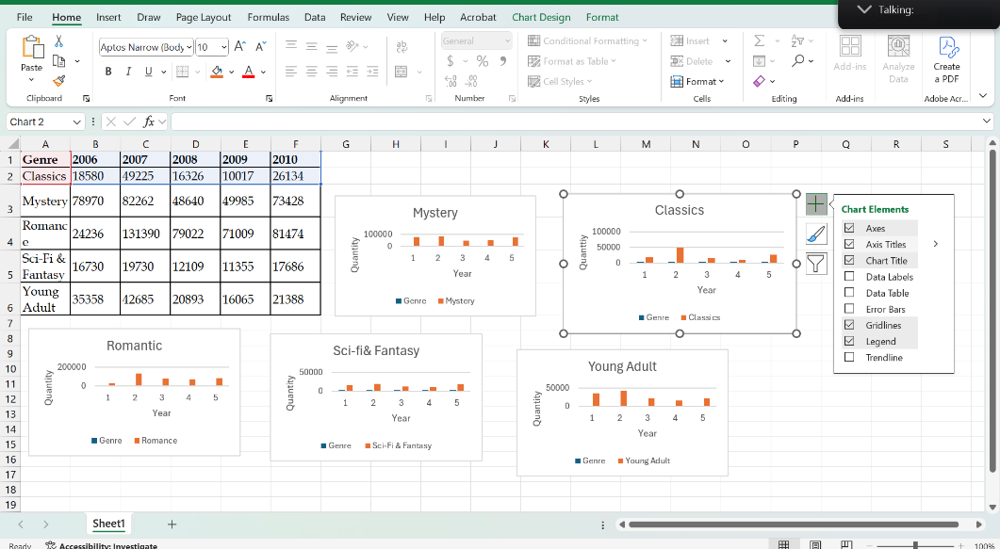 Talking:
File Home Insert Draw Page Layout Formulas Data Review View Help Acrobat Chart Design Format
Paste
Clipboard
Aptos Narrow (Body 10 A A
B I U A
Font
ab
Alignment
General
$ % 9
Number
Conditional Formatting
Format as Table
Cell Styles
Styles
Insert
Delete
Format
Cells
Editing
Add-ins
Add-ins
Analyze
Data
Create
a PDF
Adobe Acr...
Chart 2 fx
A B C D E F G H I J K L M N O P Q R S
1 Genre 2006 2007 2008 2009 2010
2 Classics 18580 49225 16326 10017 26134
3 Mystery 78970 82262 48640 49985 73428
4 Romanc
e 24236 131390 79022 71009 81474
5 Sci-Fi &
Fantasy 16730 19730 12109 11355 17686
6 Young
Adult 35358 42685 20893 16065 21388
7
8
9
10
11
12
13
14
15
16
17
18
19
Mystery
Quantity
100000
0
1 2 3 4 5
Year
Genre Mystery
Classics
Quanttiy
100000
50000
0
1 2 3 4 5
Year
Genre Classics
Chart Elements
Axes
Axis Titles
Chart Title
Data Labels
Data Table
Error Bars
Gridlines
Legend
Trendline
Romantic
Quantity
200000
0
1 2 3 4 5
Year
Genre Romance
Sci-fi& Fantasy
Quantity
50000
0
1 2 3 4 5
Year
Genre Sci-Fi & Fantasy
Young Adult
Quantity
50000
0
1 2 3 4 5
Year
Genre Young Adult
Sheet1
Ready Accessibility: Investigate 100%